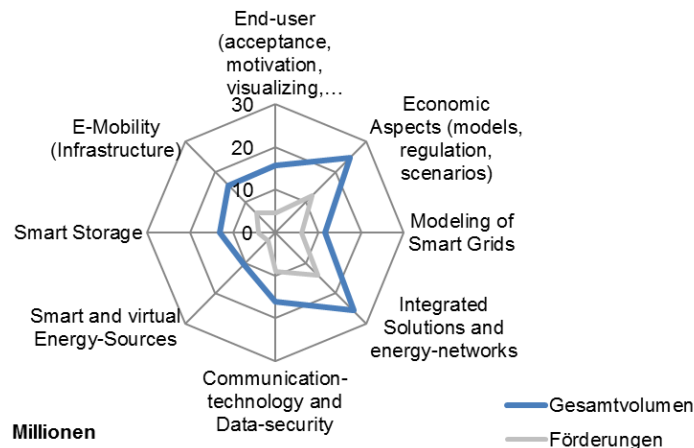 End-user
(acceptance,
motivation,
visualizing,…
30
20
10
0
Economic
Aspects (models,
regulation,
scenarios)
Modeling of
Smart Grids
Integrated
Solutions and
energy-networks
Communication-
technology and
Data-security
Smart and virtual
Energy-Sources
Smart Storage
E-Mobility
(Infrastructure)
Millionen
Gesamtvolumen
Förderungen